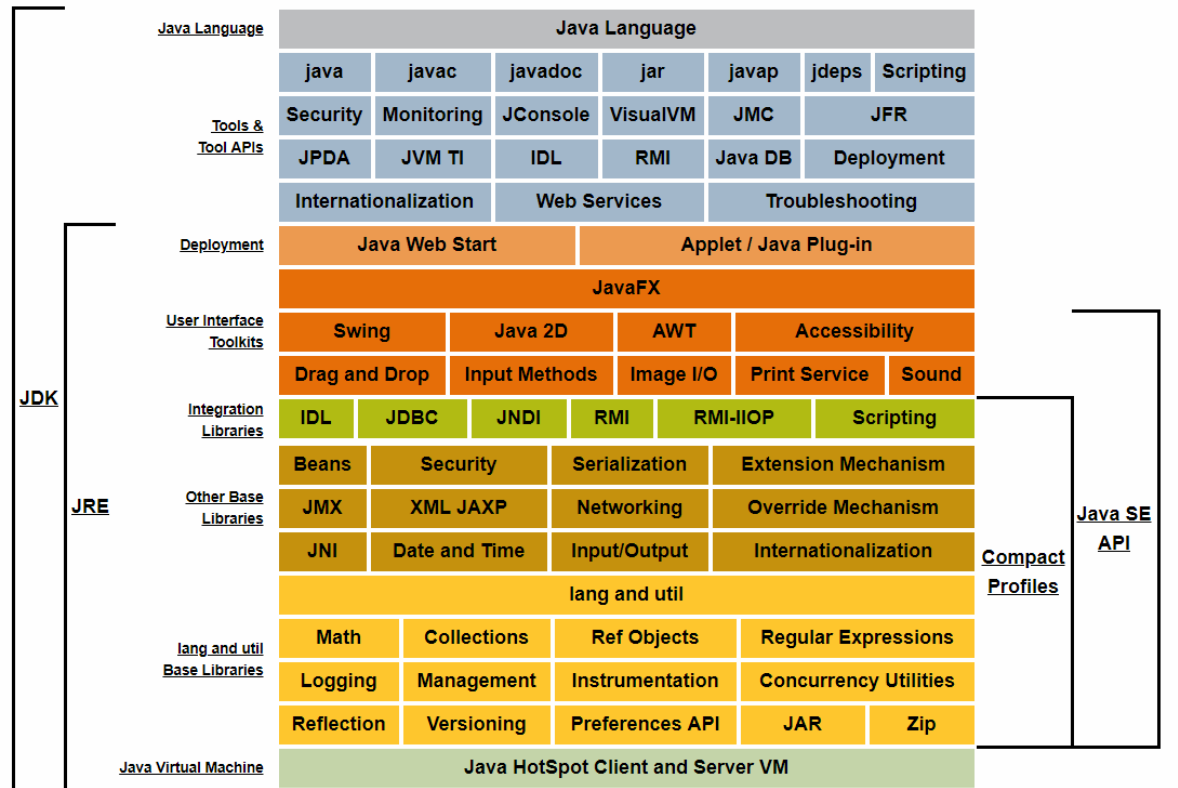 Java Language Java Language
java javac javadoc jar javap jdeps Scripting
Security Monitoring JConsole VisualVM JMC JFR
Tools &
Tool APIs
JPDA JVM TI IDL RMI Java DB Deployment
Internationalization Web Services Troubleshooting
Deployment Java Web Start Applet / Java Plug-in
JavaFX
User Interface
Toolkits
Swing Java 2D AWT Accessibility
Drag and Drop Input Methods Image I/O Print Service Sound
JDK
Integration
Libraries
IDL JDBC JNDI RMI RMI-IIOP Scripting
Beans Security Serialization Extension Mechanism
JRE
Other Base
Libraries
JMX XML JAXP Networking Override Mechanism
Java SE
API
JNI Date and Time Input/Output Internationalization
Compact
Profiles
lang and util
Math Collections Ref Objects Regular Expressions
lang and util
Base Libraries
Logging Management Instrumentation Concurrency Utilities
Reflection Versioning Preferences API JAR Zip
Java Virtual Machine Java HotSpot Client and Server VM